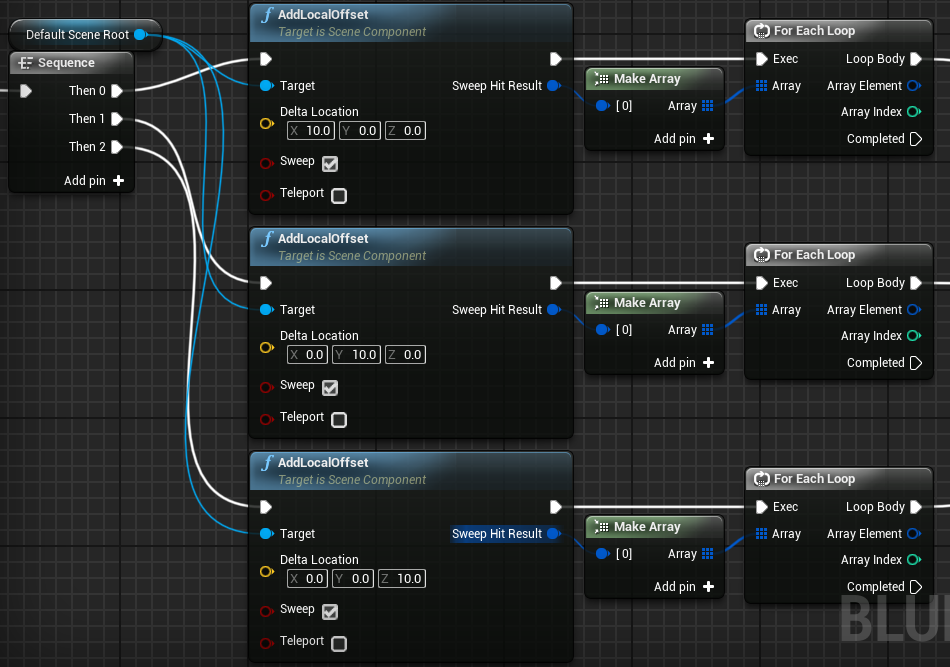 Default Scene Root
Sequence
Then 0
Then 1
Then 2
Add pin
AddLocalOffset
Target is Scene Component
Target
Sweep Hit Result
Delta Location
X 10.0 Y 0.0 Z 0.0
Sweep
Teleport
Make Array
[0] Array
Add pin
For Each Loop
Exec Loop Body
Array Array Element
Array Index
Completed
AddLocalOffset
Target is Scene Component
Target
Sweep Hit Result
Delta Location
X 0.0 Y 10.0 Z 0.0
Sweep
Teleport
Make Array
[0] Array
Add pin
For Each Loop
Exec Loop Body
Array Array Element
Array Index
Completed
AddLocalOffset
Target is Scene Component
Target
Sweep Hit Result
Delta Location
X 0.0 Y 0.0 Z 10.0
Sweep
Teleport
Make Array
[0] Array
Add pin
For Each Loop
Exec Loop Body
Array Array Element
Array Index
Completed